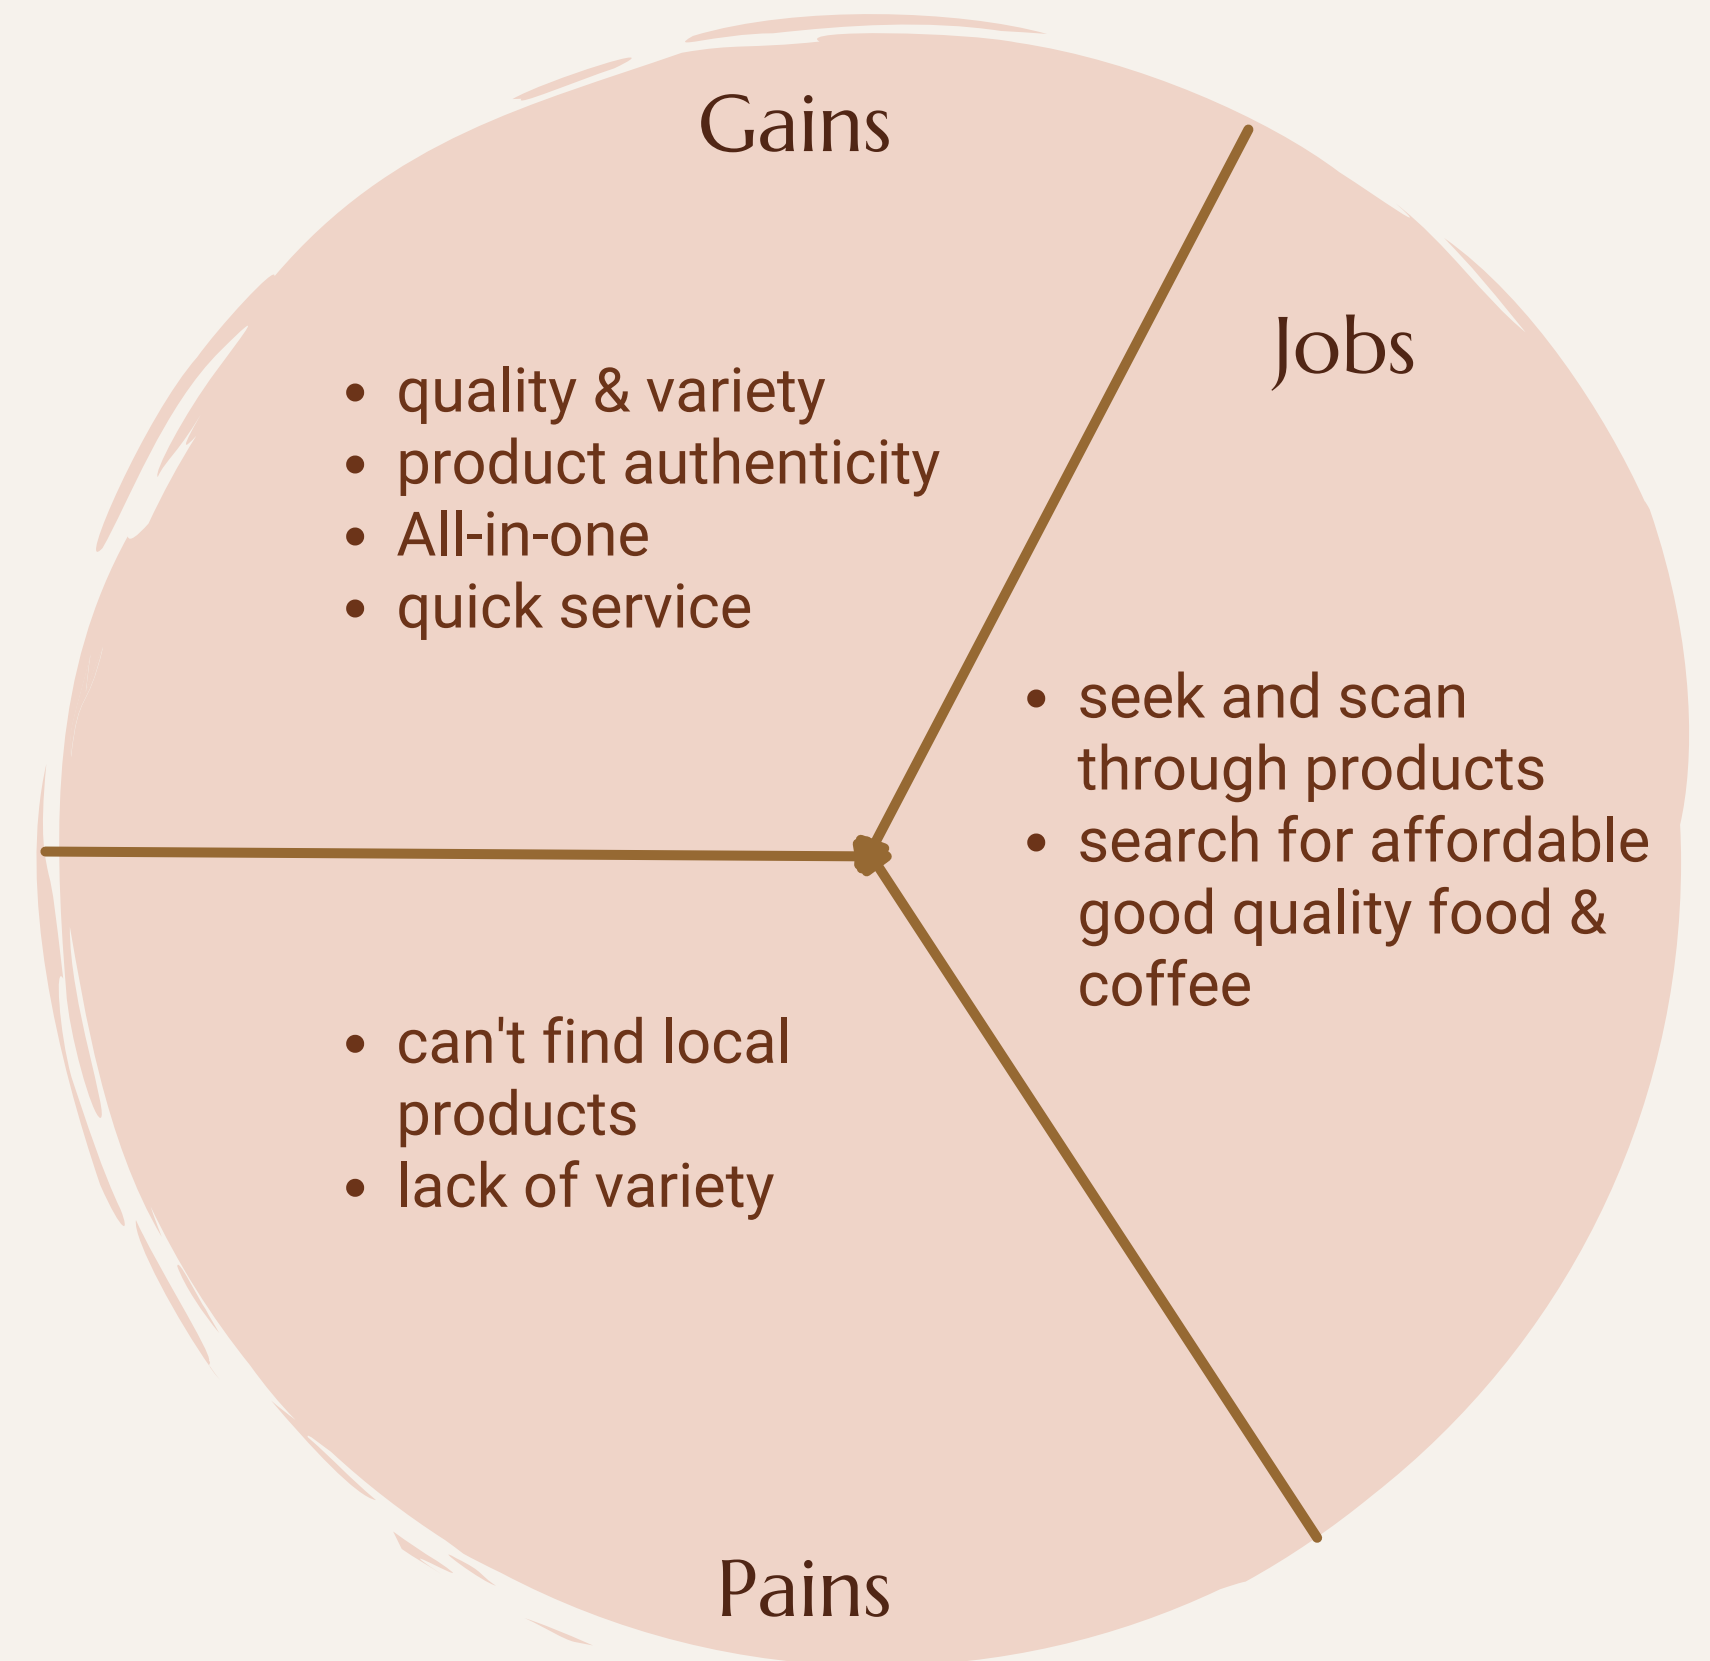 Gains
• quality & variety
• product authenticity
• All-in-one
• quick service
Jobs
• seek and scan
through products
• search for affordable
good quality food &
coffee
• can't find local
products
• lack of variety
Pains